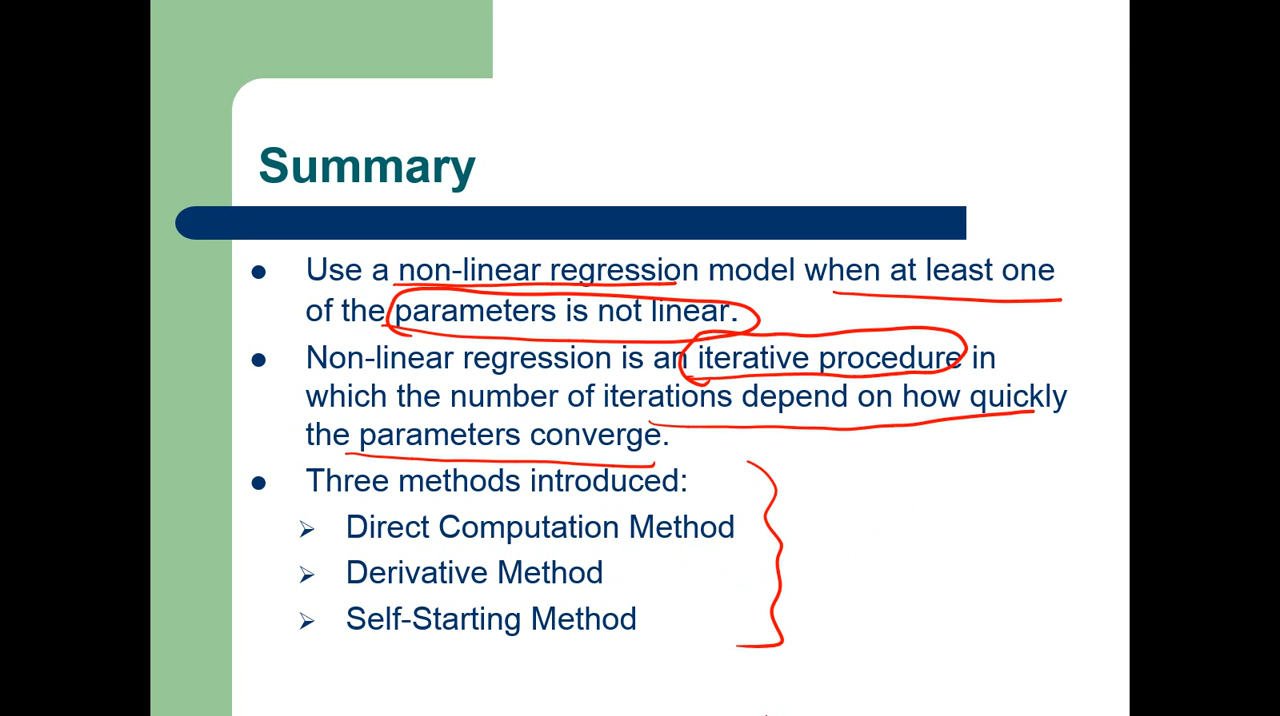 Summary
● Use a non-linear regression model when at least one
of the parameters is not linear.
● Non-linear regression is an iterative procedure in
which the number of iterations depend on how quickly
the parameters converge.
● Three methods introduced:
➢ Direct Computation Method
➢ Derivative Method
➢ Self-Starting Method